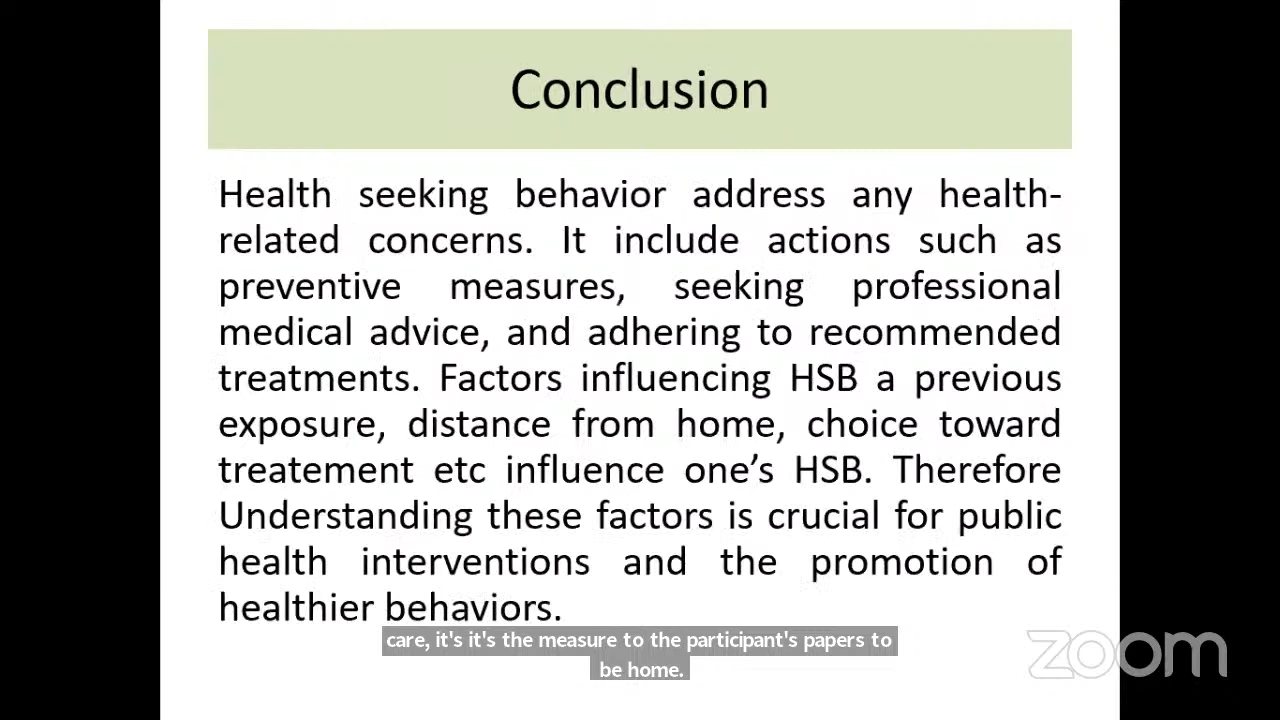 Conclusion
Health seeking behavior address any health-
related concerns. It include actions such as
preventive measures, seeking professional
medical advice, and adhering to recommended
treatments. Factors influencing HSB a previous
exposure, distance from home, choice toward
treatement etc influence one’s HSB. Therefore
Understanding these factors is crucial for public
health interventions and the promotion of
healthier behaviors.
care, it's it's the measure to the participant's papers to
be home.
zoom